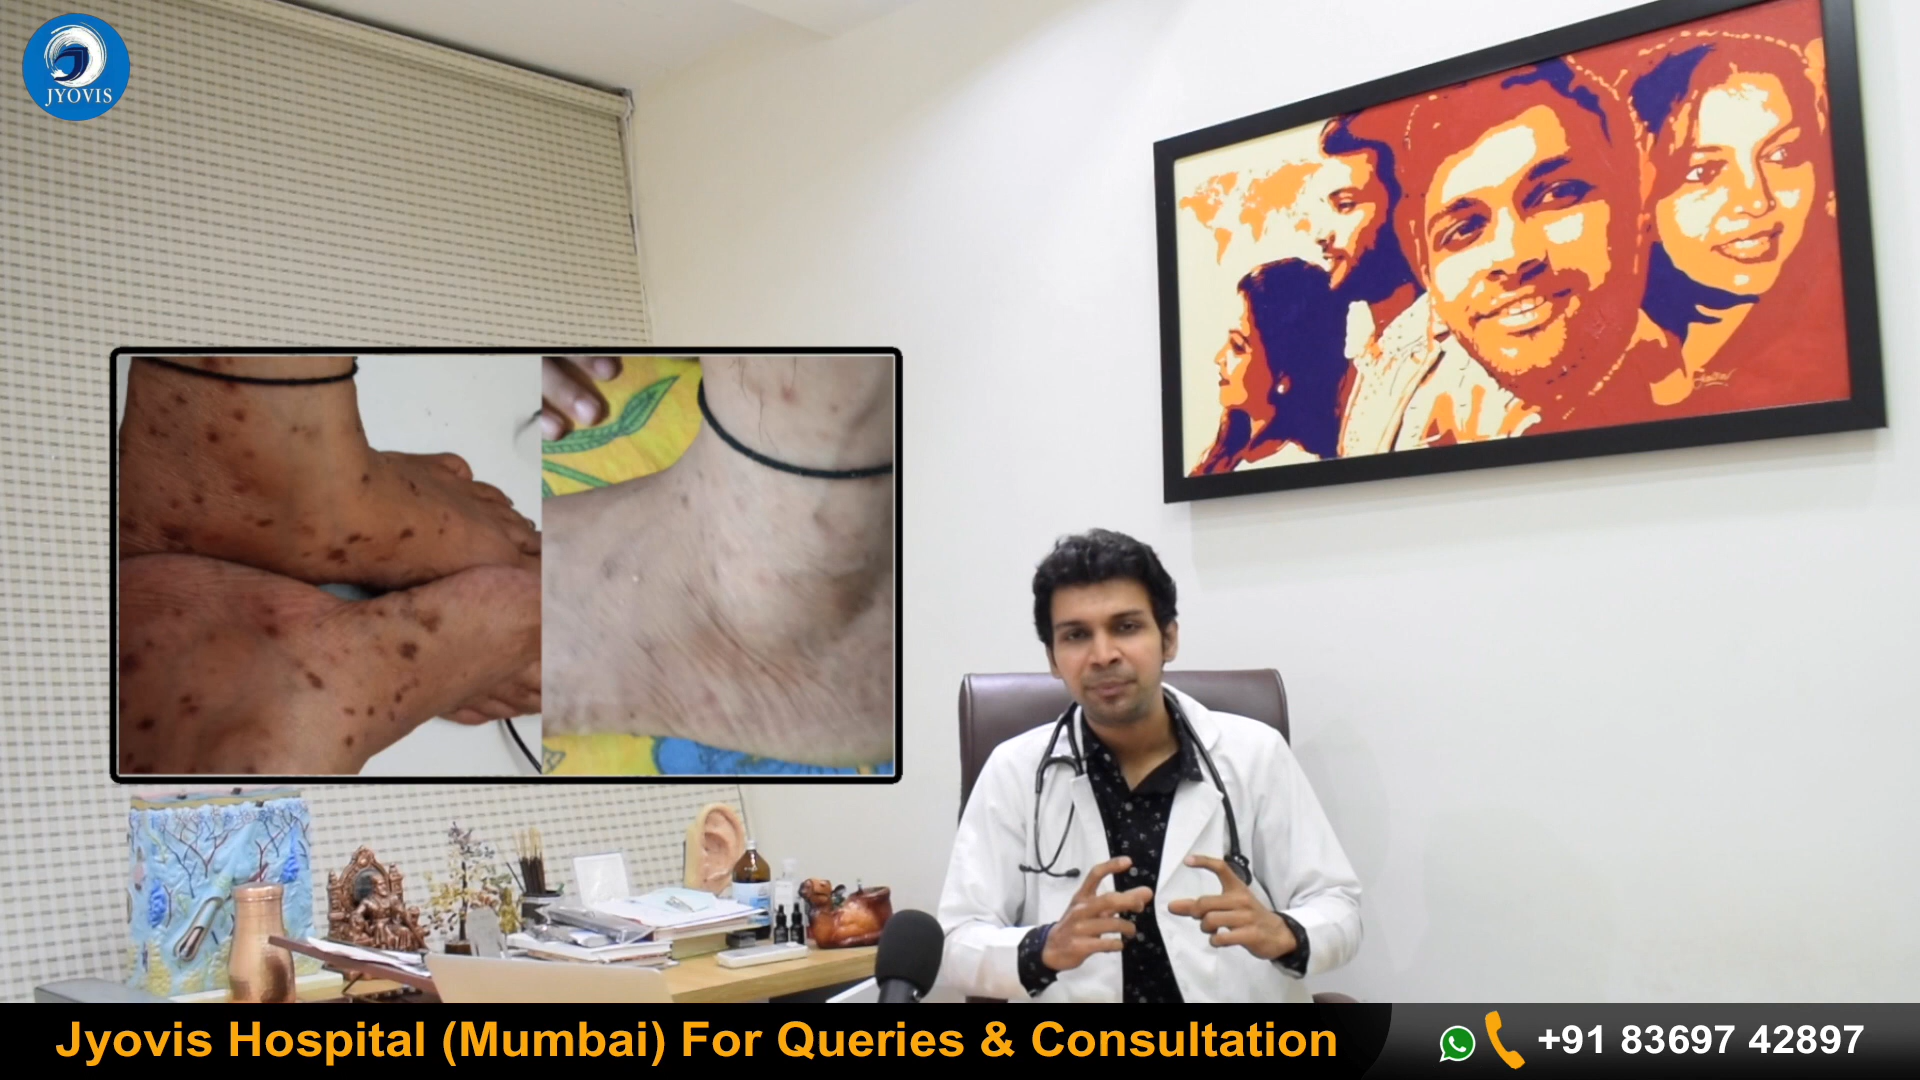 JYOVIS
Jyovis Hospital (Mumbai) For Queries & Consultation
+91 83697 42897